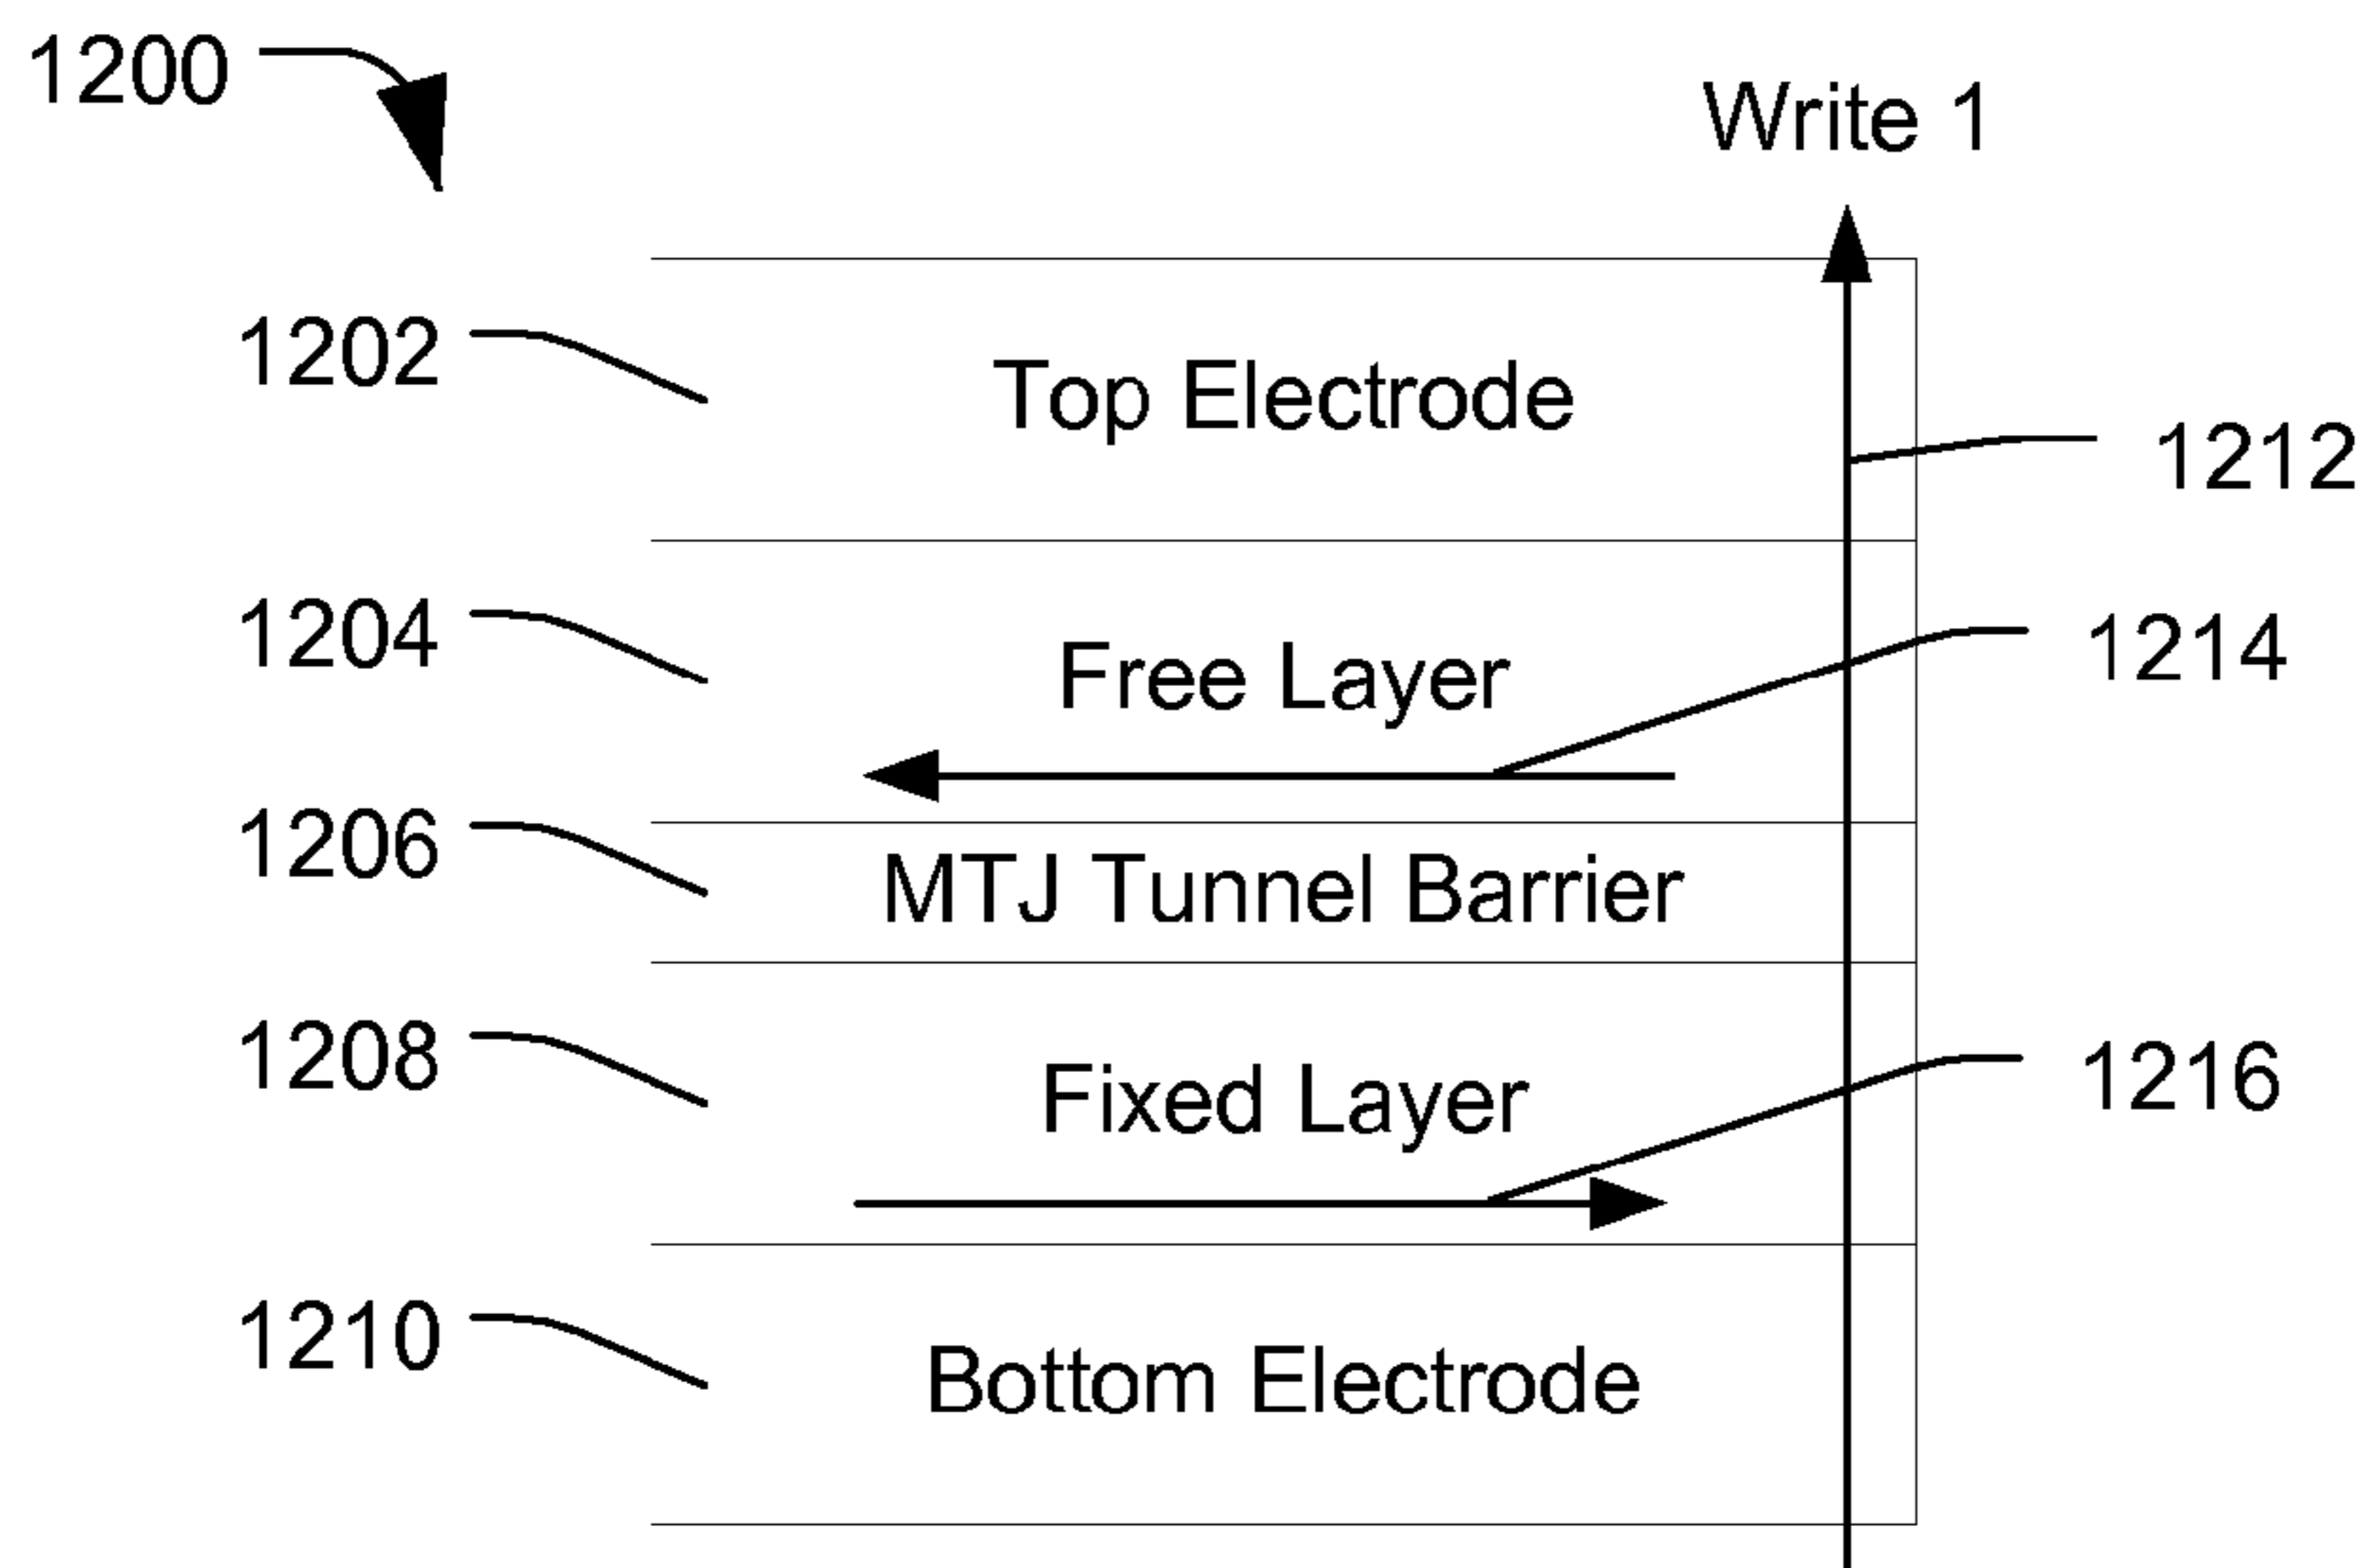 1200
Write 1
1202
Top Electrode
1212
1204
Free Layer
1214
1206
MTJ Tunnel Barrier
1208
Fixed Layer
1216
1210
Bottom Electrode